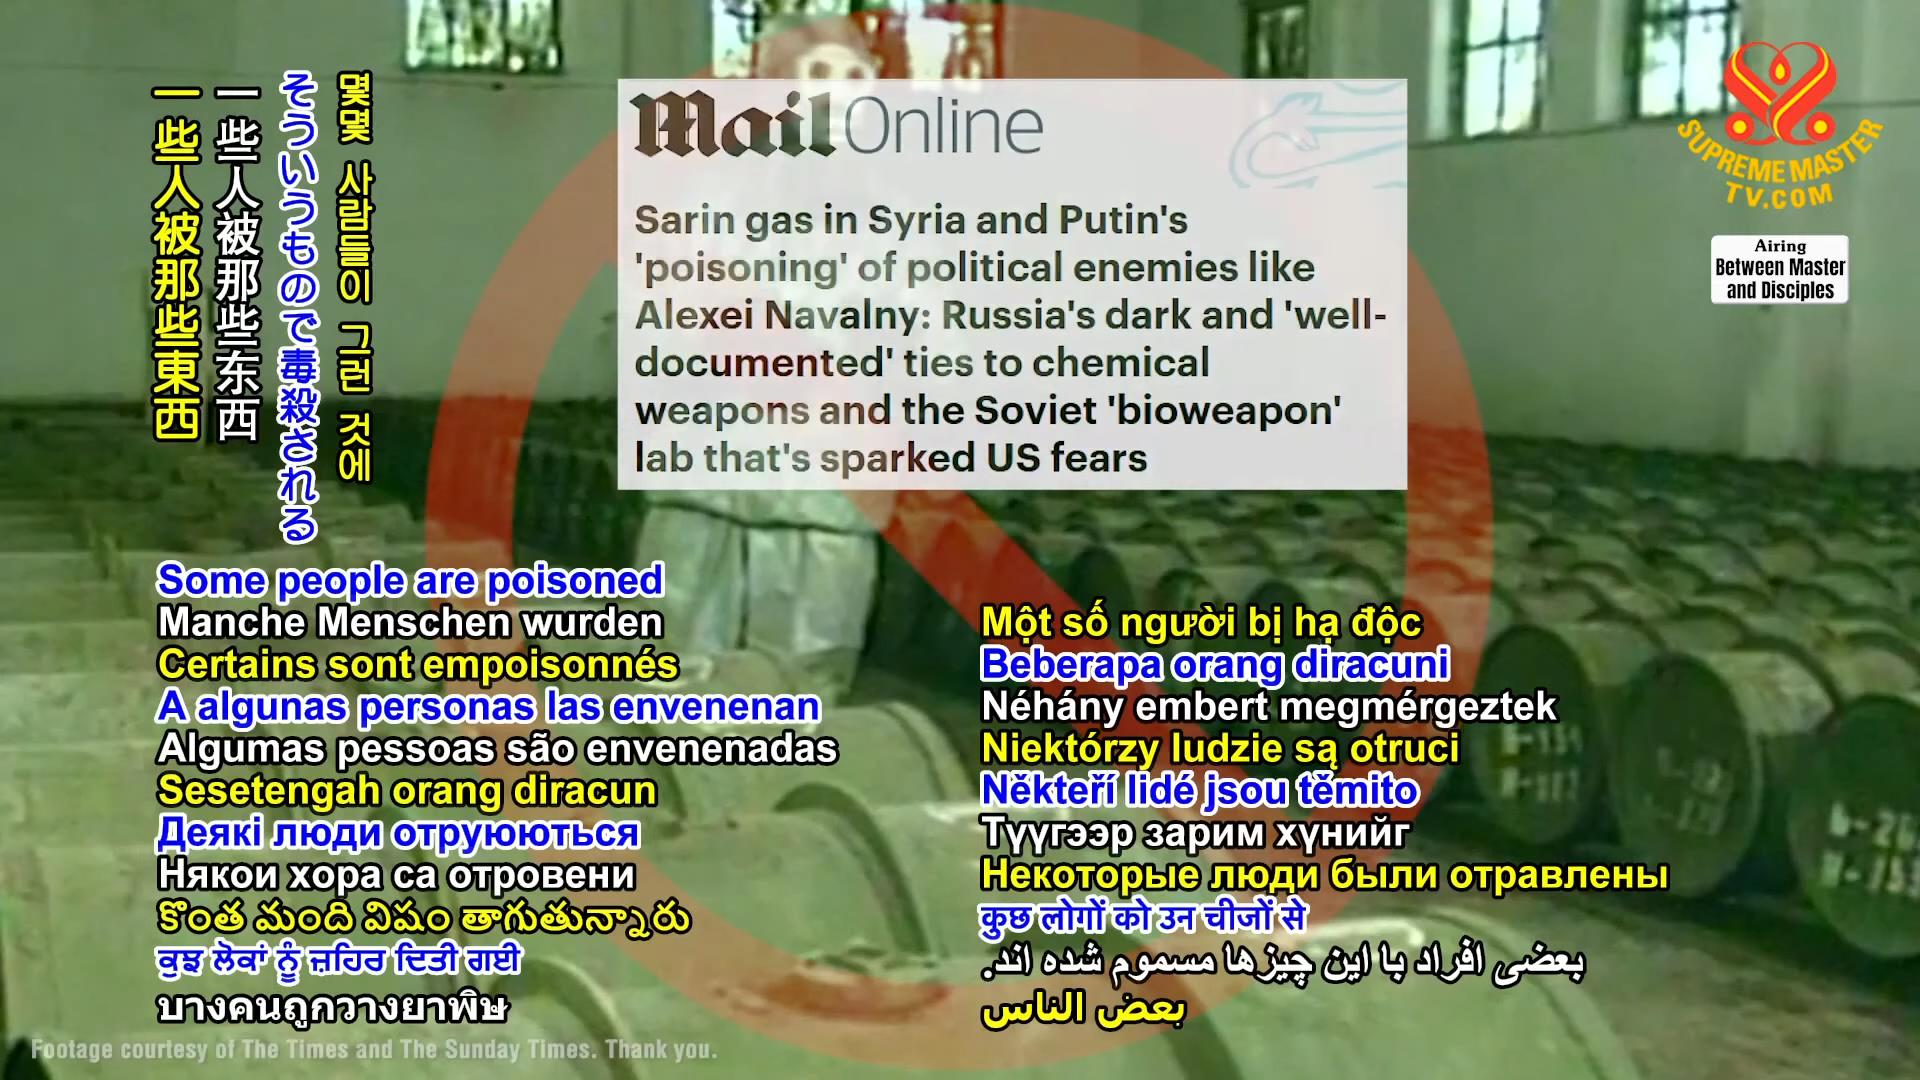 몇몇 사람들이 그런 것에
そういうもので毒殺される
一些人被那些东西
一些人被那些東西
Mail Online
Sarin gas in Syria and Putin's
'poisoning' of political enemies like
Alexei Navalny: Russia's dark and 'well-
documented' ties to chemical
weapons and the Soviet 'bioweapon'
lab that's sparked US fears
SUPREME MASTER
TV.COM
Airing
Between Master
and Disciples
Some people are poisoned
Manche Menschen wurden
Certains sont empoisonnés
A algunas personas las envenenan
Algumas pessoas são envenenadas
Sesetengah orang diracun
Деякі люди отруюються
Някои хора са отровени
కొంత మంది విషం తాగుతున్నారు
ਕੁਝ ਲੋਕਾਂ ਨੂੰ ਜ਼ਹਿਰ ਦਿਤੀ ਗਈ
บางคนถูกวางยาพิษ
Một số người bị hạ độc
Beberapa orang diracuni
Néhány embert megmérgeztek
Niektórzy ludzie są otruci
Někteří lidé jsou těmito
Түүгээр зарим хүнийг
Некоторые люди были отравлены
कुछ लोगों को उन चीजों से
بعضی افراد با این چیزها مسموم شده اند.
بعض الناس
Footage courtesy of The Times and The Sunday Times. Thank you.